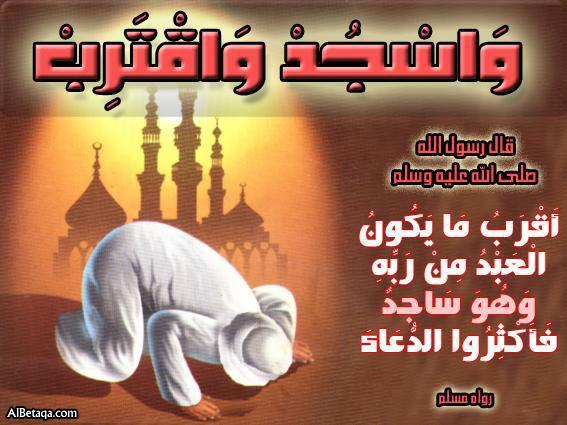 وَاسْجُدْ وَاقْتَرِبْ
قال رسول الله
صلى الله عليه وسلم
أَقْرَبُ مَا يَكُونُ
الْعَبْدُ مِنْ رَبِّهِ
وَهُوَ سَاجِدٌ
فَأَكْثِرُوا الدُّعَاءَ
رواه مسلم
AlBetaqa.com